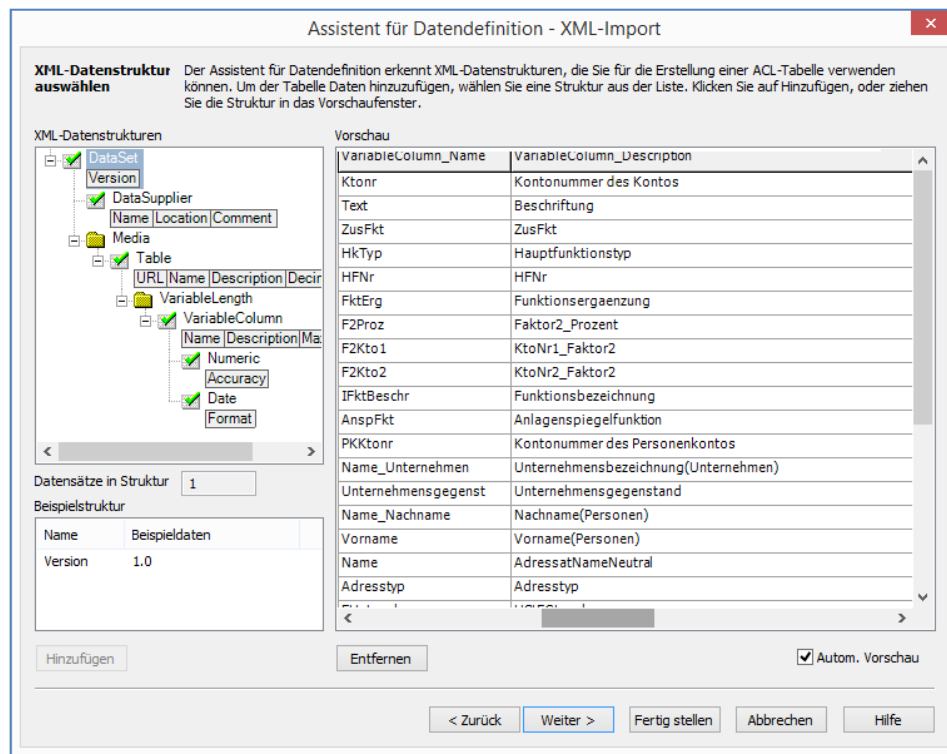 Assistent für Datendefinition - XML-Import
XML-Datenstruktur auswählen
Der Assistent für Datendefinition erkennt XML-Datenstrukturen, die Sie für die Erstellung einer ACL-Tabelle verwenden
können. Um der Tabelle Daten hinzuzufügen, wählen Sie eine Struktur aus der Liste. Klicken Sie auf Hinzufügen, oder ziehen
Sie die Struktur in das Vorschaufenster.
XML-Datenstrukturen
DataSet
Version
DataSupplier
Name Location Comment
Media
Table
URL Name Description Decir
VariableLength
VariableColumn
Name Description Ma
Numeric
Accuracy
Date
Format
Datensätze in Struktur 1
Beispielstruktur
Name Beispieldaten
Version 1.0
Hinzufügen
Vorschau
VariableColumn_Name VariableColumn_Description
Ktonr Kontonummer des Kontos
Text Beschriftung
ZusFkt ZusFkt
HkTyp Hauptfunktionstyp
HFNr HFNr
FktErg Funktionsergaenzung
F2Proz Faktor2_Prozent
F2Kto1 KtoNr1_Faktor2
F2Kto2 KtoNr2_Faktor2
IFktBeschr Funktionsbezeichnung
AnspFkt Anlagenspiegelfunktion
PKKtonr Kontonummer des Personenkontos
Name_Unternehmen Unternehmensbezeichnung(Unternehmen)
Unternehmensgegenst Unternehmensgegenstand
Name_Nachname Nachname(Personen)
Vorname Vorname(Personen)
Name AdressatNameNeutral
Adresstyp Adresstyp
Entfernen
Autom. Vorschau
< Zurück
Weiter >
Fertig stellen
Abbrechen
Hilfe